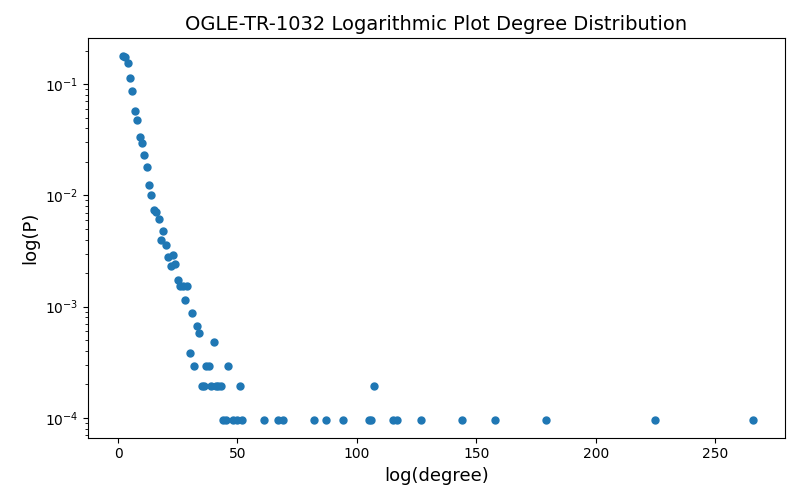 OGLE-TR-1032 Logarithmic Plot Degree Distribution
10⁻¹
10⁻²
10⁻³
10⁻⁴
log(P)
0 50 100 150 200 250
log(degree)